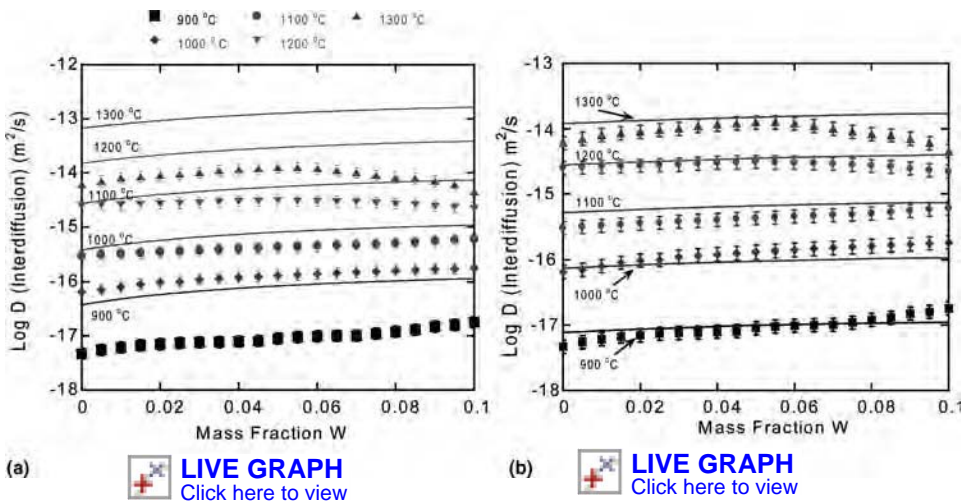 ■ 900 °C ● 1100 °C ▲ 1300 °C
◆ 1000 °C ▼ 1200 °C
Log D (Interdiffusion) (m²/s)
-12
-13
-14
-15
-16
-17
-18
1300 °C
1200 °C
1100 °C
1000 °C
900 °C
0 0.02 0.04 0.06 0.08 0.1
Mass Fraction W
(a)
LIVE GRAPH
Click here to view
Log D (Interdiffusion) m²/s
-13
-14
-15
-16
-17
-18
1300 °C
1200 °C
1100 °C
1000 °C
900 °C
0 0.02 0.04 0.06 0.08 0.1
Mass Fraction W
(b)
LIVE GRAPH
Click here to view